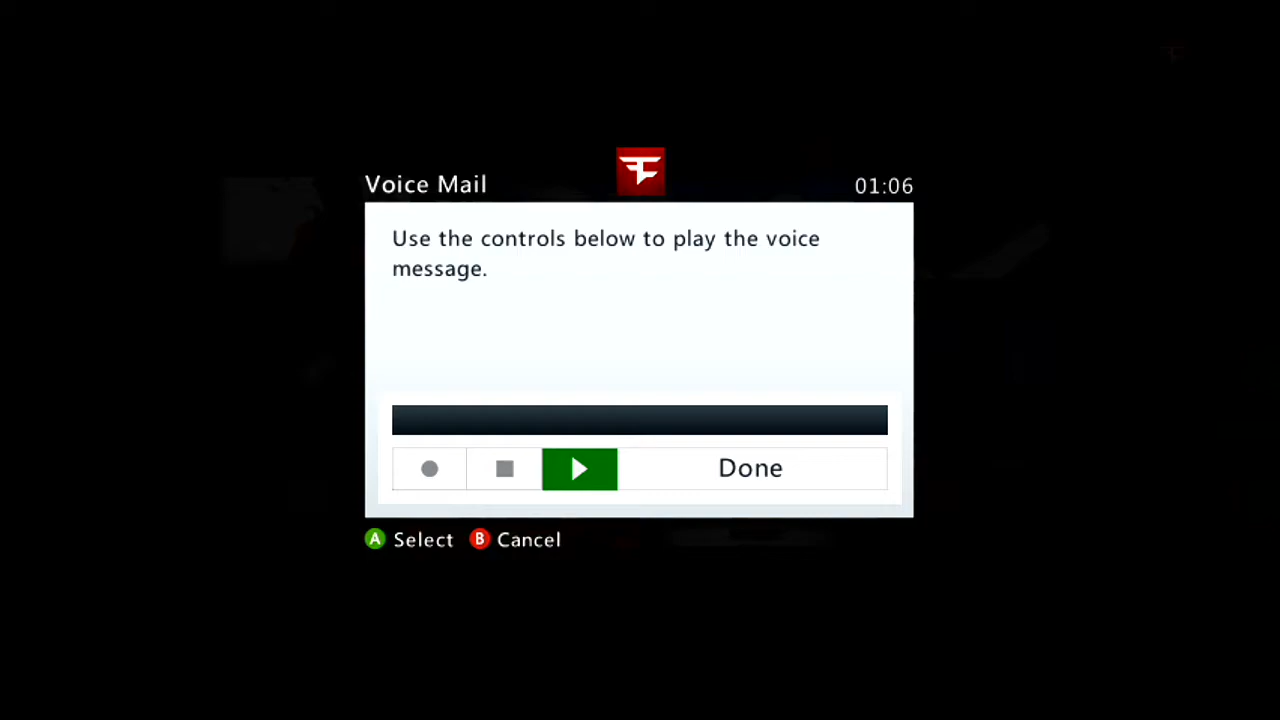 Voice Mail
01:06
Use the controls below to play the voice
message.
Done
A Select B Cancel